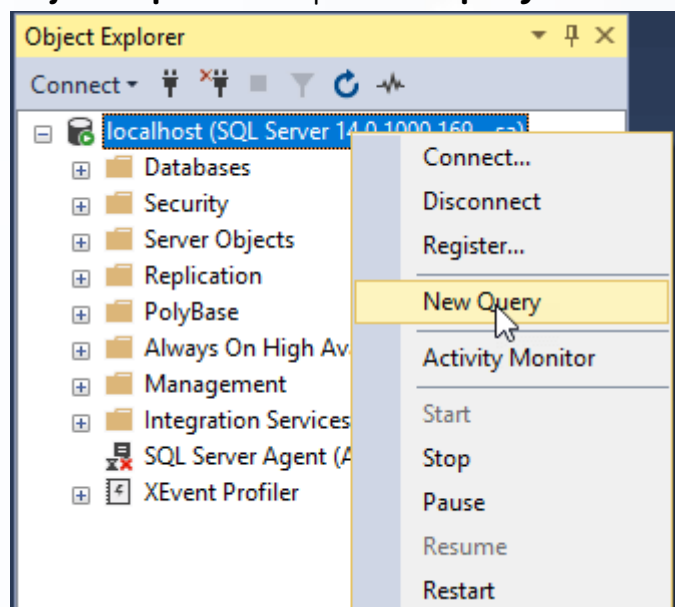 Object Explorer
Connect
localhost (SQL Server 14.0.1000.169 - sa)
Databases
Security
Server Objects
Replication
PolyBase
Always On High Av
Management
Integration Services
SQL Server Agent (A
XEvent Profiler
Connect...
Disconnect
Register...
New Query
Activity Monitor
Start
Stop
Pause
Resume
Restart